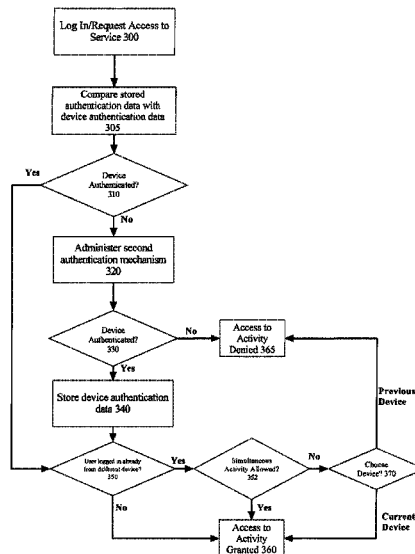 Log In/Request Access to
Service 300
Compare stored
authentication data with
device authentication data
305
Yes
Device
Authenticated?
310
No
Administer second
authentication mechanism
320
Device
Authenticated?
330
No
Access to
Activity
Denied 365
Yes
Store device authentication
data 340
Previous
Device
User logged in already
from different device?
350
Yes
Simultaneous
Activity Allowed?
352
No
Choose
Device? 370
No
Yes
Current
Device
Access to
Activity
Granted 360